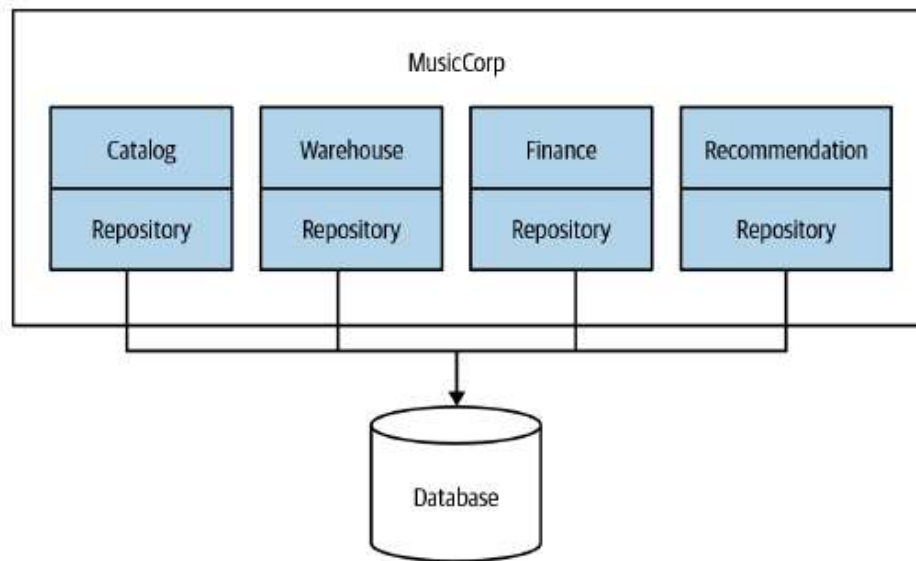 MusicCorp
Catalog
Warehouse
Finance
Recommendation
Repository
Repository
Repository
Repository
Database